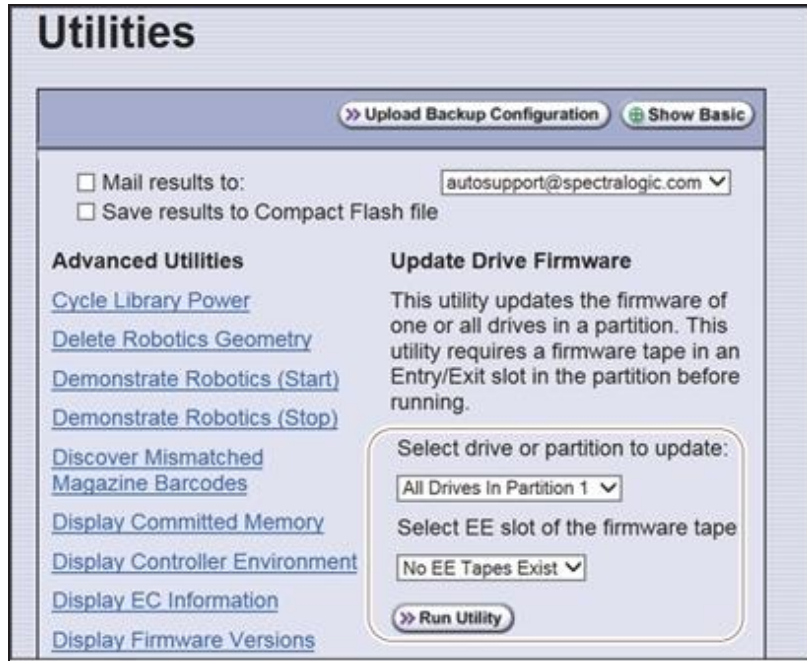 Utilities
Upload Backup Configuration
Show Basic
Mail results to:
autosupport@spectralogic.com
Save results to Compact Flash file
Advanced Utilities
Cycle Library Power
Delete Robotics Geometry
Demonstrate Robotics (Start)
Demonstrate Robotics (Stop)
Discover Mismatched
Magazine Barcodes
Display Committed Memory
Display Controller Environment
Display EC Information
Display Firmware Versions
Update Drive Firmware
This utility updates the firmware of
one or all drives in a partition. This
utility requires a firmware tape in an
Entry/Exit slot in the partition before
running.
Select drive or partition to update:
All Drives In Partition 1
Select EE slot of the firmware tape
No EE Tapes Exist
Run Utility